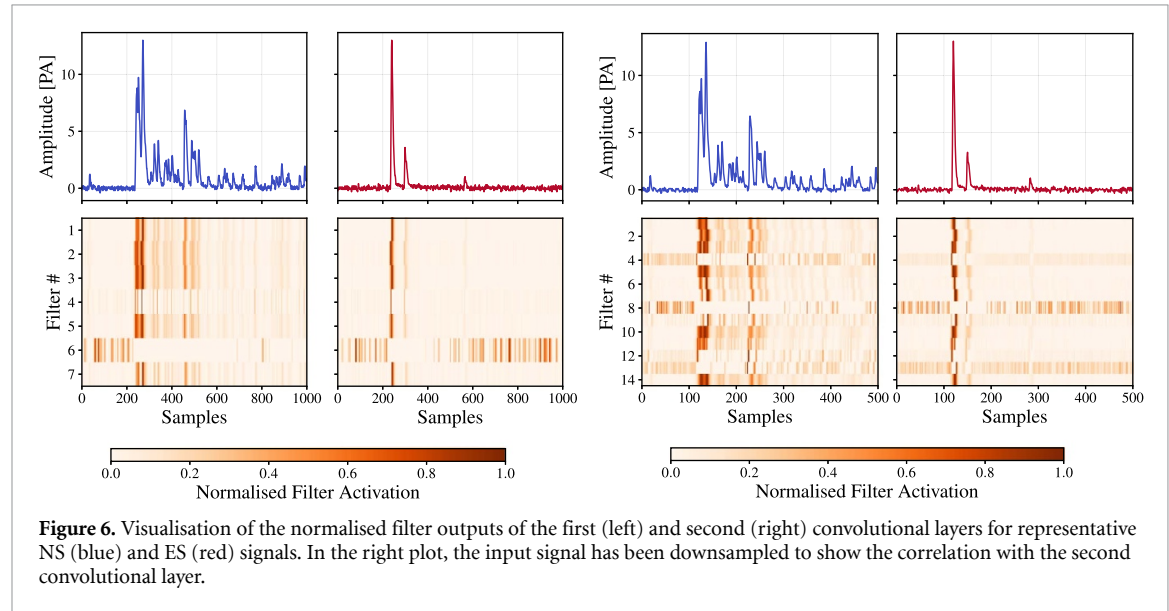 Amplitude [PA]
10
5
0
Amplitude [PA]
10
5
0
Filter #
1
2
3
4
5
6
7
0 200 400 600 800 1000
0 200 400 600 800 1000
Samples
Samples
Filter #
2
4
6
8
10
12
14
0 100 200 300 400 500
0 100 200 300 400 500
Samples
Samples
0.0 0.2 0.4 0.6 0.8 1.0
Normalised Filter Activation
0.0 0.2 0.4 0.6 0.8 1.0
Normalised Filter Activation
Figure 6. Visualisation of the normalised filter outputs of the first (left) and second (right) convolutional layers for representative
NS (blue) and ES (red) signals. In the right plot, the input signal has been downsampled to show the correlation with the second
convolutional layer.